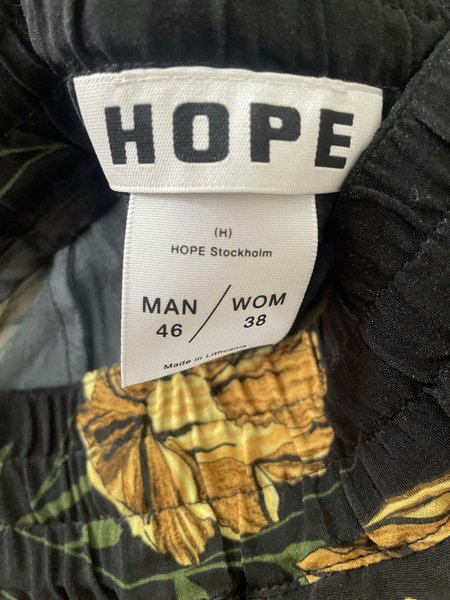 HOPE
(H)
HOPE Stockholm
MAN / WOM
46 38
Made in Lithuania